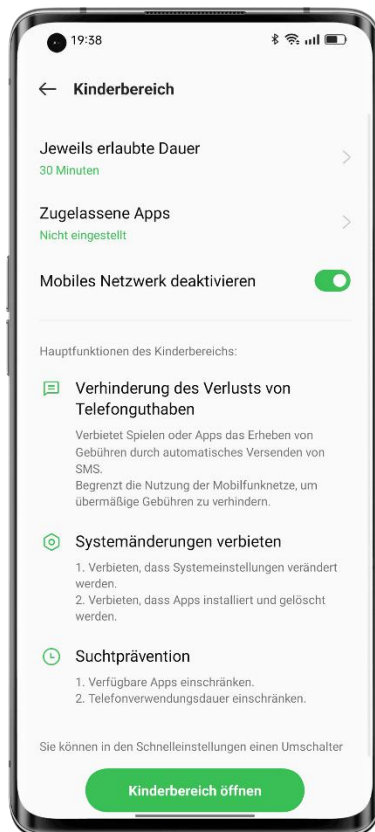 19:38
Kinderbereich
Jeweils erlaubte Dauer
30 Minuten
Zugelassene Apps
Nicht eingestellt
Mobiles Netzwerk deaktivieren
Hauptfunktionen des Kinderbereichs:
Verhinderung des Verlusts von
Telefonguthaben
Verbietet Spielen oder Apps das Erheben von
Gebühren durch automatisches Versenden von
SMS.
Begrenzt die Nutzung der Mobilfunknetze, um
übermäßige Gebühren zu verhindern.
Systemänderungen verbieten
1. Verbieten, dass Systemeinstellungen verändert
werden.
2. Verbieten, dass Apps installiert und gelöscht
werden.
Suchtprävention
1. Verfügbare Apps einschränken.
2. Telefonverwendungsdauer einschränken.
Sie können in den Schnelleinstellungen einen Umschalter
Kinderbereich öffnen